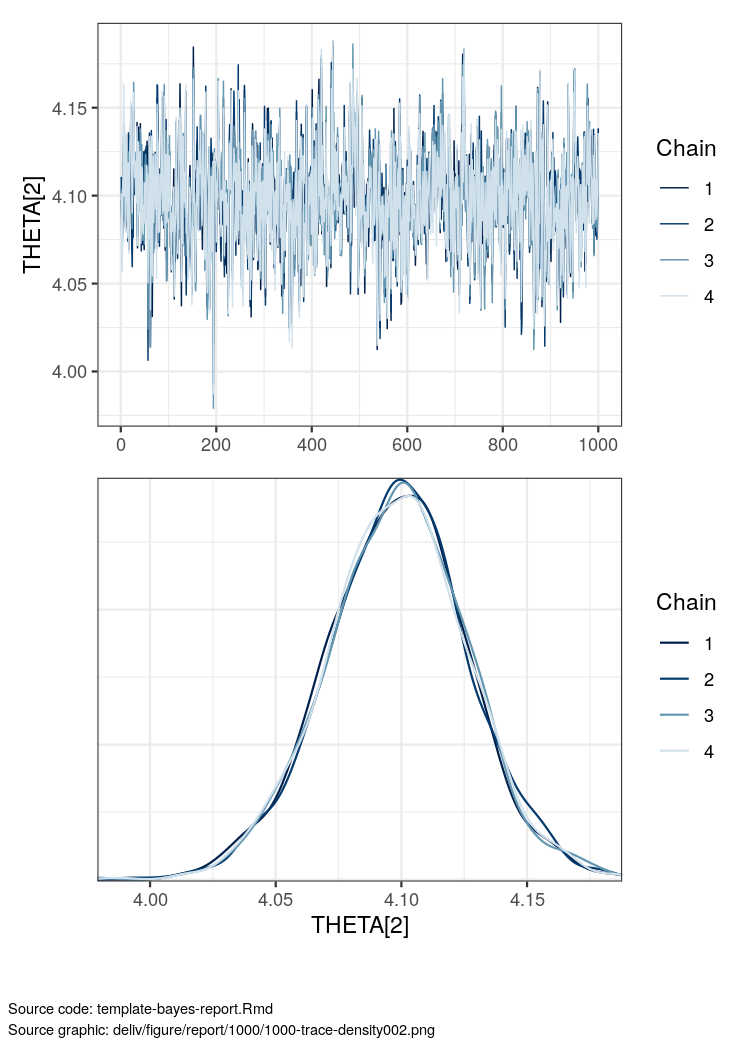 4.15
4.10
4.05
4.00
THETA[2]
0 200 400 600 800 1000
Chain
1
2
3
4
4.00 4.05 4.10 4.15
THETA[2]
Chain
1
2
3
4
Source code: template-bayes-report.Rmd
Source graphic: deliv/figure/report/1000/1000-trace-density002.png